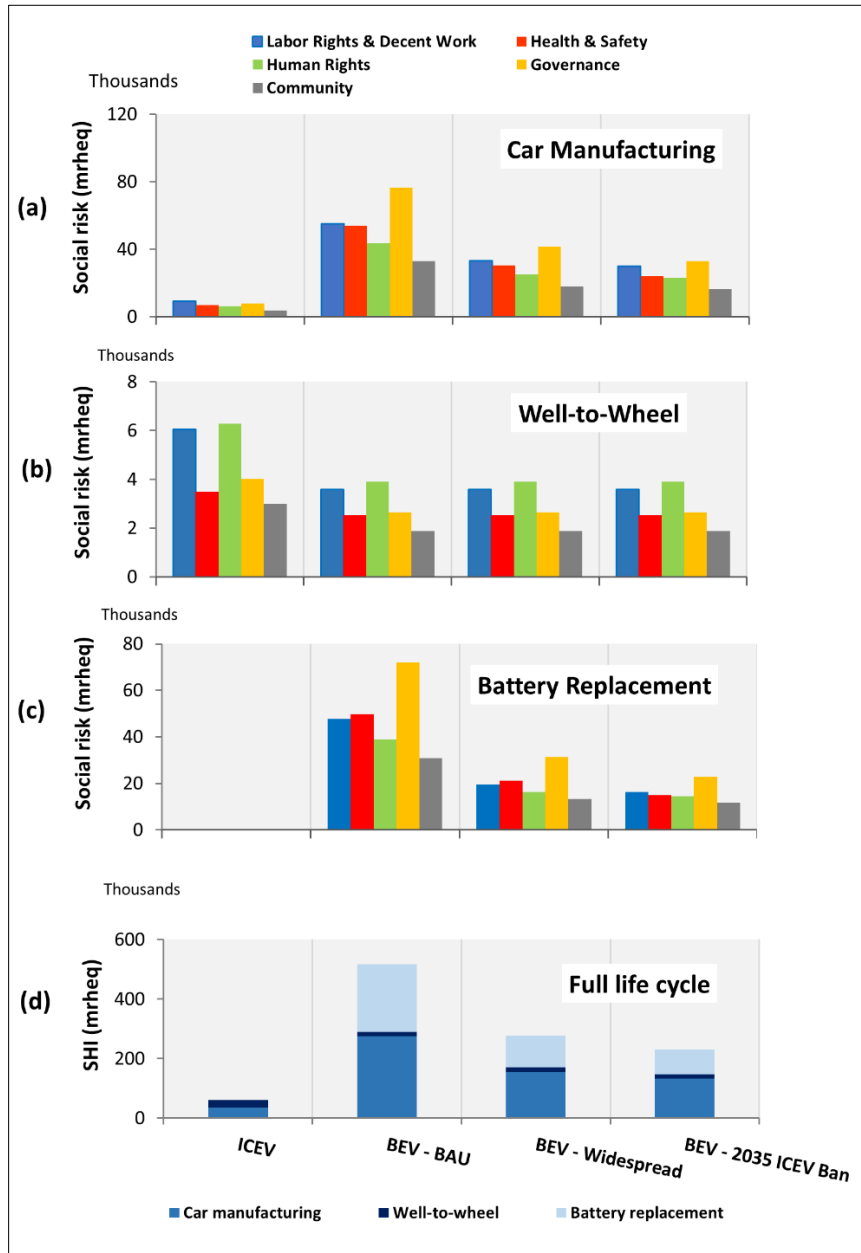 Labor Rights & Decent Work Health & Safety
Human Rights Governance
Community
Thousands
120
80
40
0
Social risk (mrheq)
Car Manufacturing
(a)
Thousands
8
6
4
2
0
Social risk (mrheq)
Well-to-Wheel
(b)
Thousands
80
60
40
20
0
Social risk (mrheq)
Battery Replacement
(c)
Thousands
600
400
200
0
SHI (mrheq)
Full life cycle
(d)
ICEV BEV - BAU BEV - Widespread BEV - 2035 ICEV Ban
Car manufacturing Well-to-wheel Battery replacement